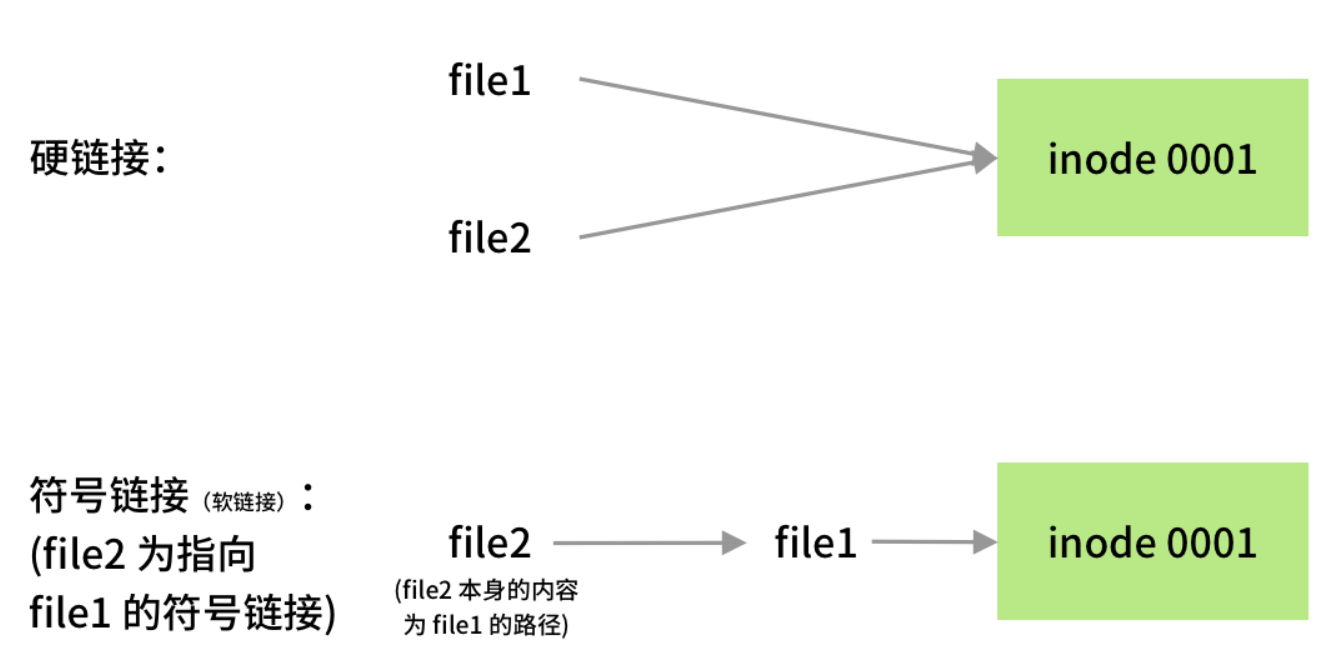 file1
硬链接：
inode 0001
file2
符号链接（软链接）：
(file2 为指向
file1 的符号链接)
file2
file1
inode 0001
(file2 本身的内容
为 file1 的路径)